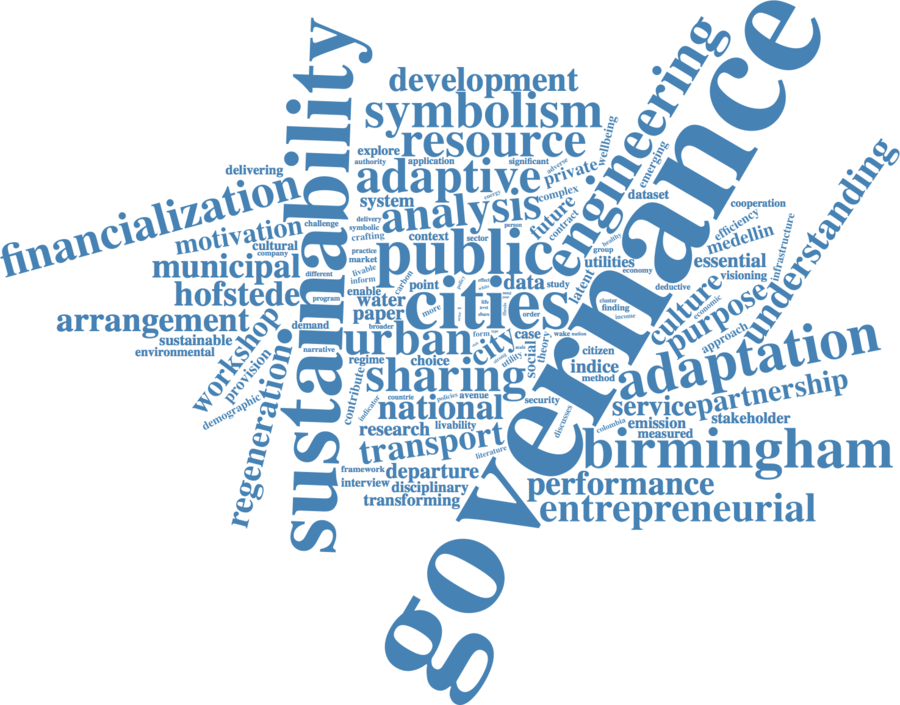 governance
sustainability
development
symbolism
resource
engineering
explore
authority
application
significant
adverse
wellbeing
delivering
adaptive
private
emerging
energy
complex
financialization
system
dataset
cooperation
understanding
analysis
future
contract
motivation
delivery
symbolic
crafting
challenge
context
sector
person
efficiency
medellin
infrastructure
cultural
company
public
healthy
group
municipal
practice
market
livable
inform
carbon
utilities
economy
essential
visioning
different
hofstede
enable
point
data
study
latent
deductive
program
water
more
cities
life
order
cluster
finding
income
culture
economic
purpose
arrangement
paper
broader
demand
urban
form
city
case
wake
approach
sustainable
environmental
workshop
narrative
regime
choice
utility
social
theory
citizen
adaptation
provision
contribute
sharing
indice
method
demographic
regeneration
indicator
countrie
policies
avenue
security
service
partnership
national
discusses
colombia
emission
stakeholder
research
livability
measured
transport
literature
birmingham
framework
departure
interview
disciplinary
performance
transforming
entrepreneurial